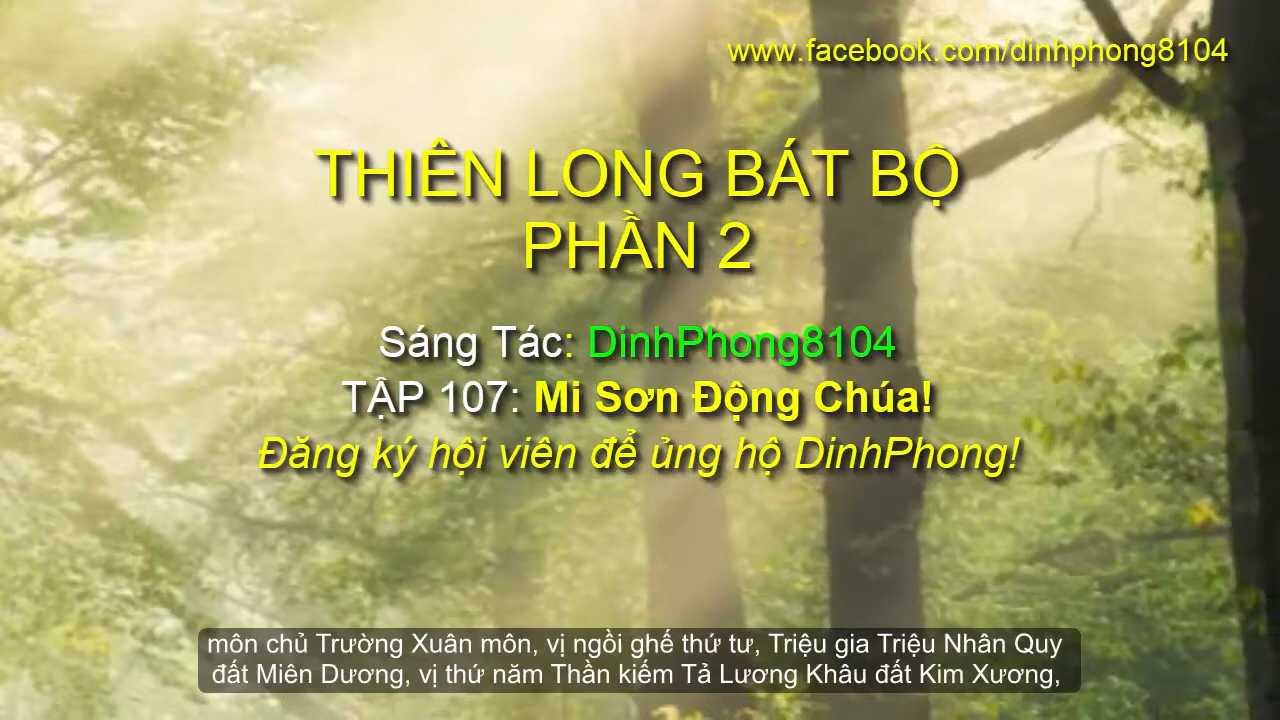 www.facebook.com/dinhphong8104
THIÊN LONG BÁT BỘ
PHẦN 2
Sáng Tác: DinhPhong8104
TẬP 107: Mi Sơn Động Chúa!
Đăng ký hội viên để ủng hộ DinhPhong!
môn chủ Trường Xuân môn, vị ngồi ghế thứ tư, Triệu gia Triệu Nhân Quy
đất Miên Dương, vị thứ năm Thần kiếm Tả Lương Khâu đất Kim Xương,